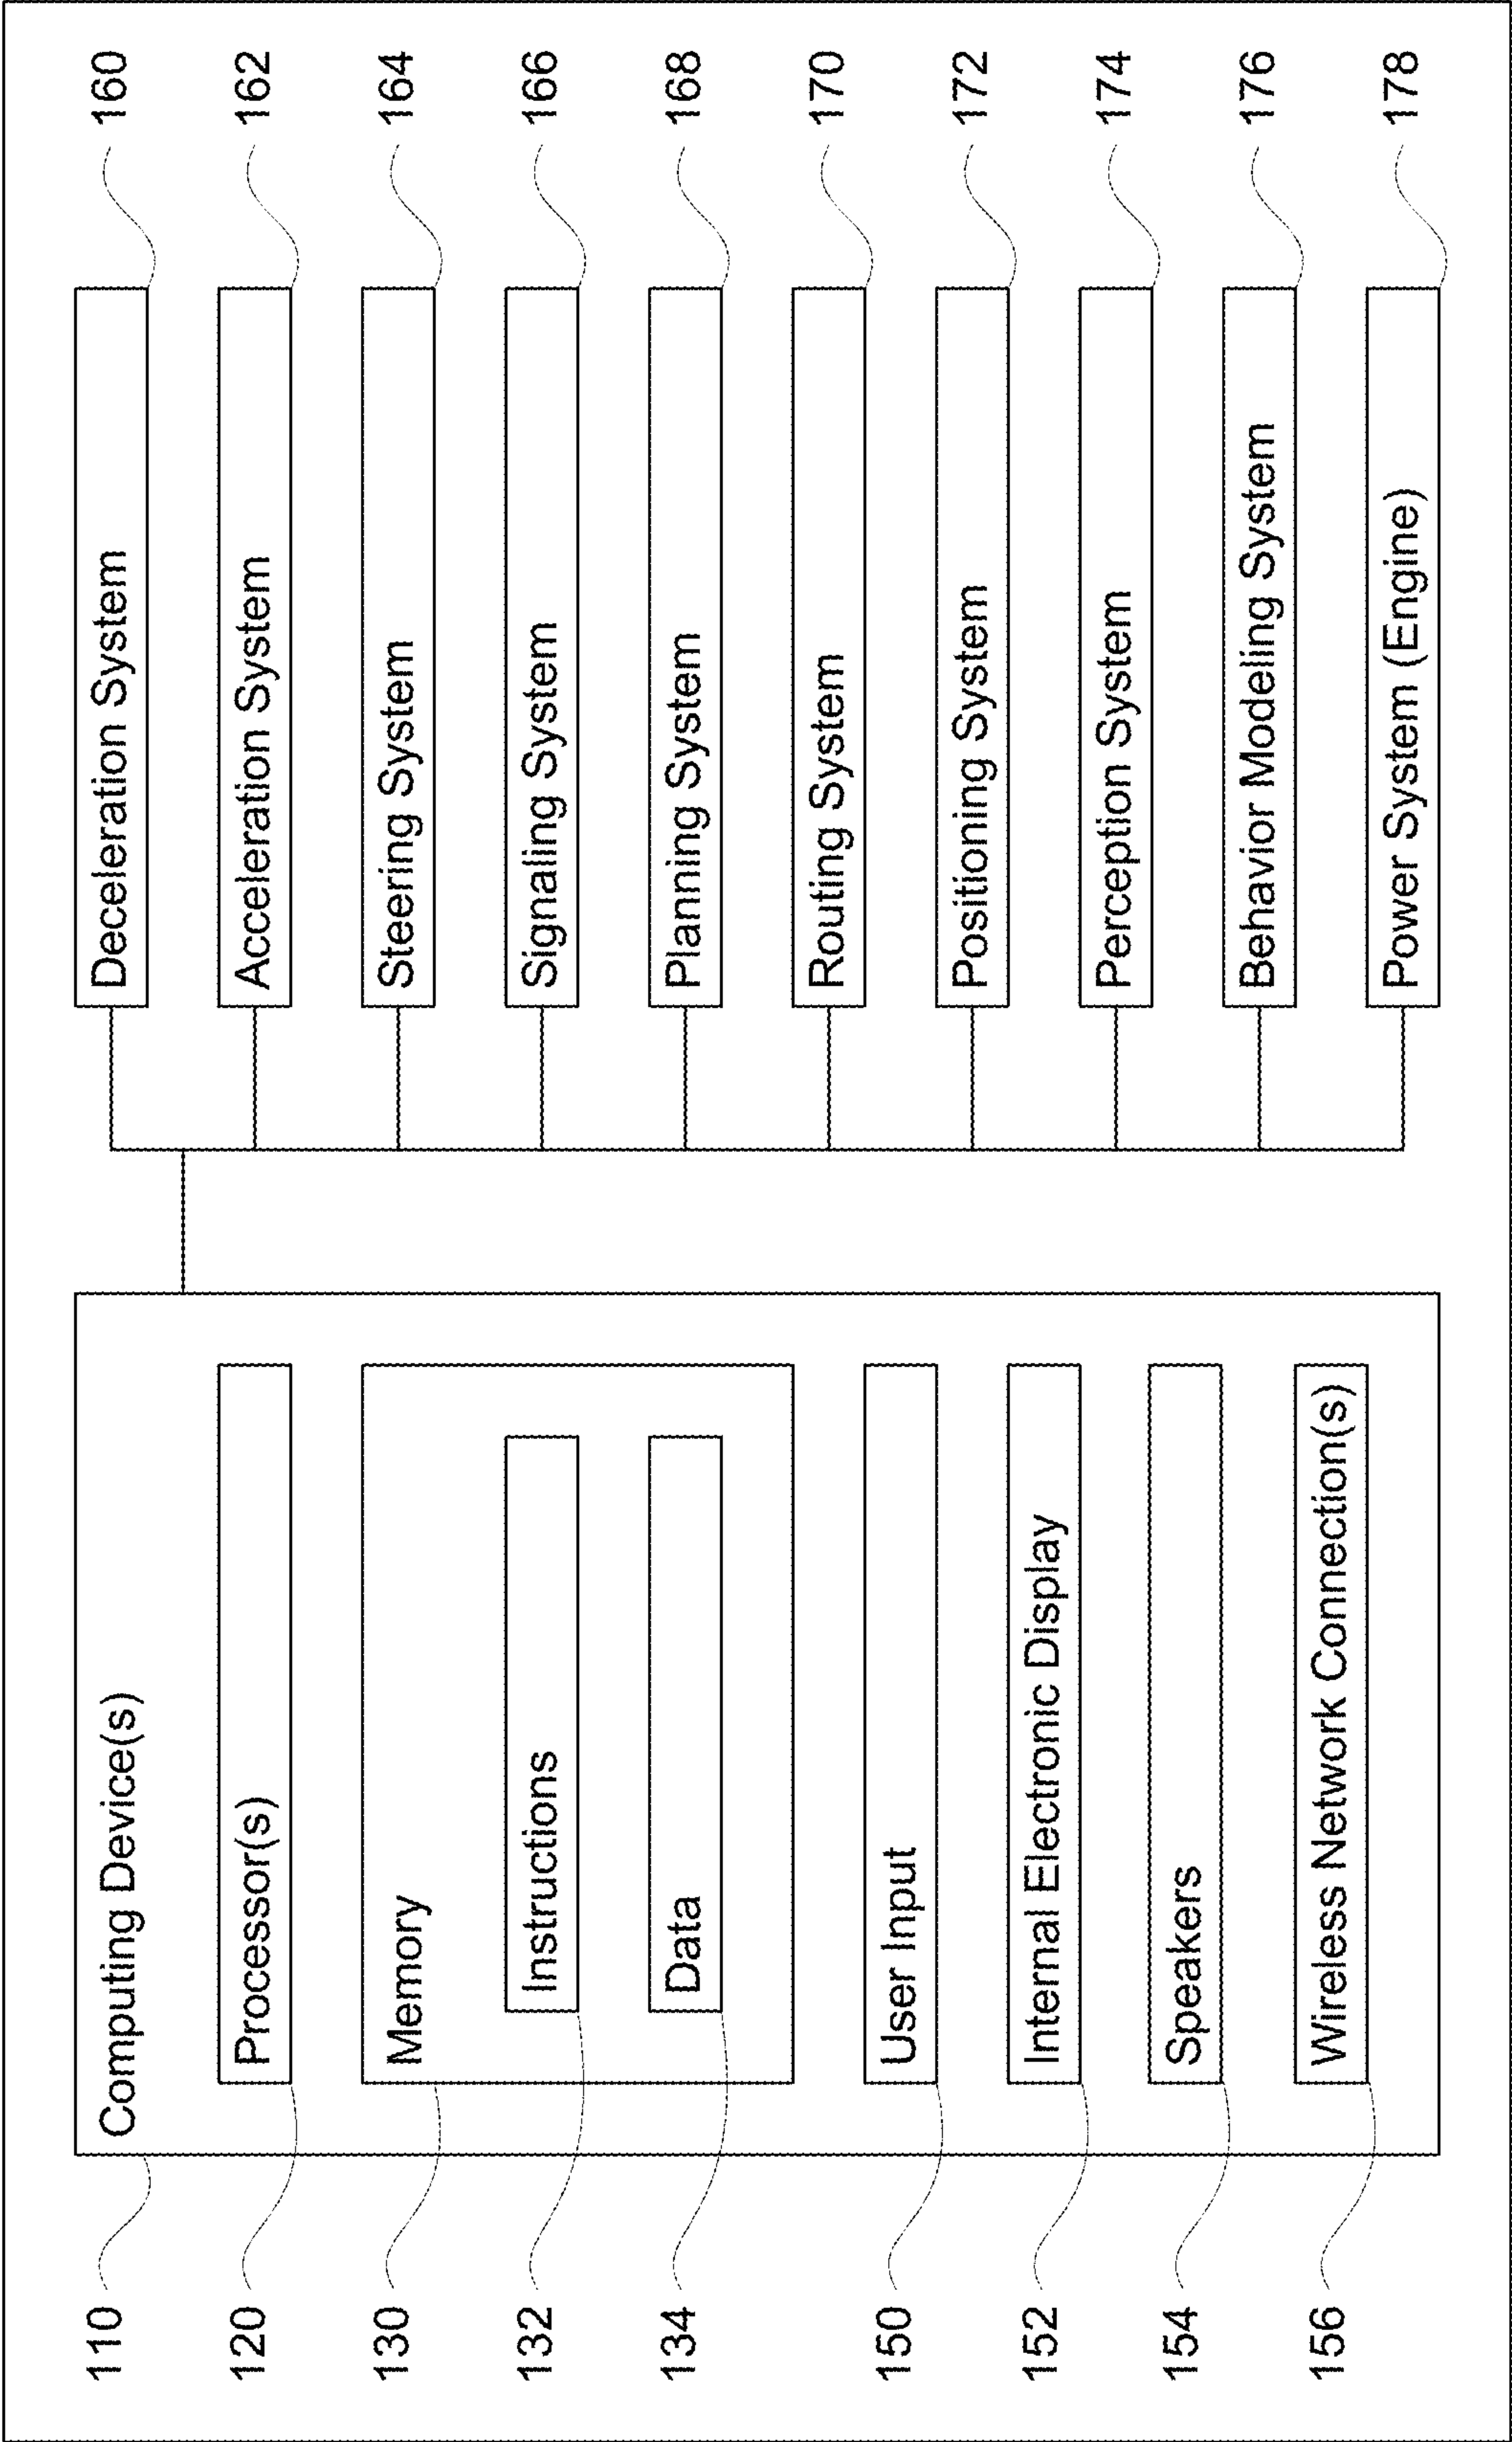 110
Computing Device(s)
120
Processor(s)
130
Memory
132
Instructions
134
Data
150
User Input
152
Internal Electronic Display
154
Speakers
156
Wireless Network Connection(s)
Deceleration System
160
Acceleration System
162
Steering System
164
Signaling System
166
Planning System
168
Routing System
170
Positioning System
172
Perception System
174
Behavior Modeling System
176
Power System (Engine)
178